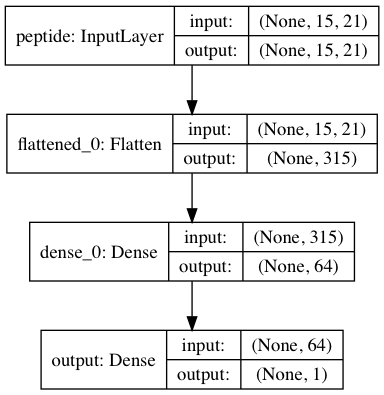 peptide: InputLayer
input: (None, 15, 21)
output: (None, 15, 21)
flattened_0: Flatten
input: (None, 15, 21)
output: (None, 315)
dense_0: Dense
input: (None, 315)
output: (None, 64)
output: Dense
input: (None, 64)
output: (None, 1)